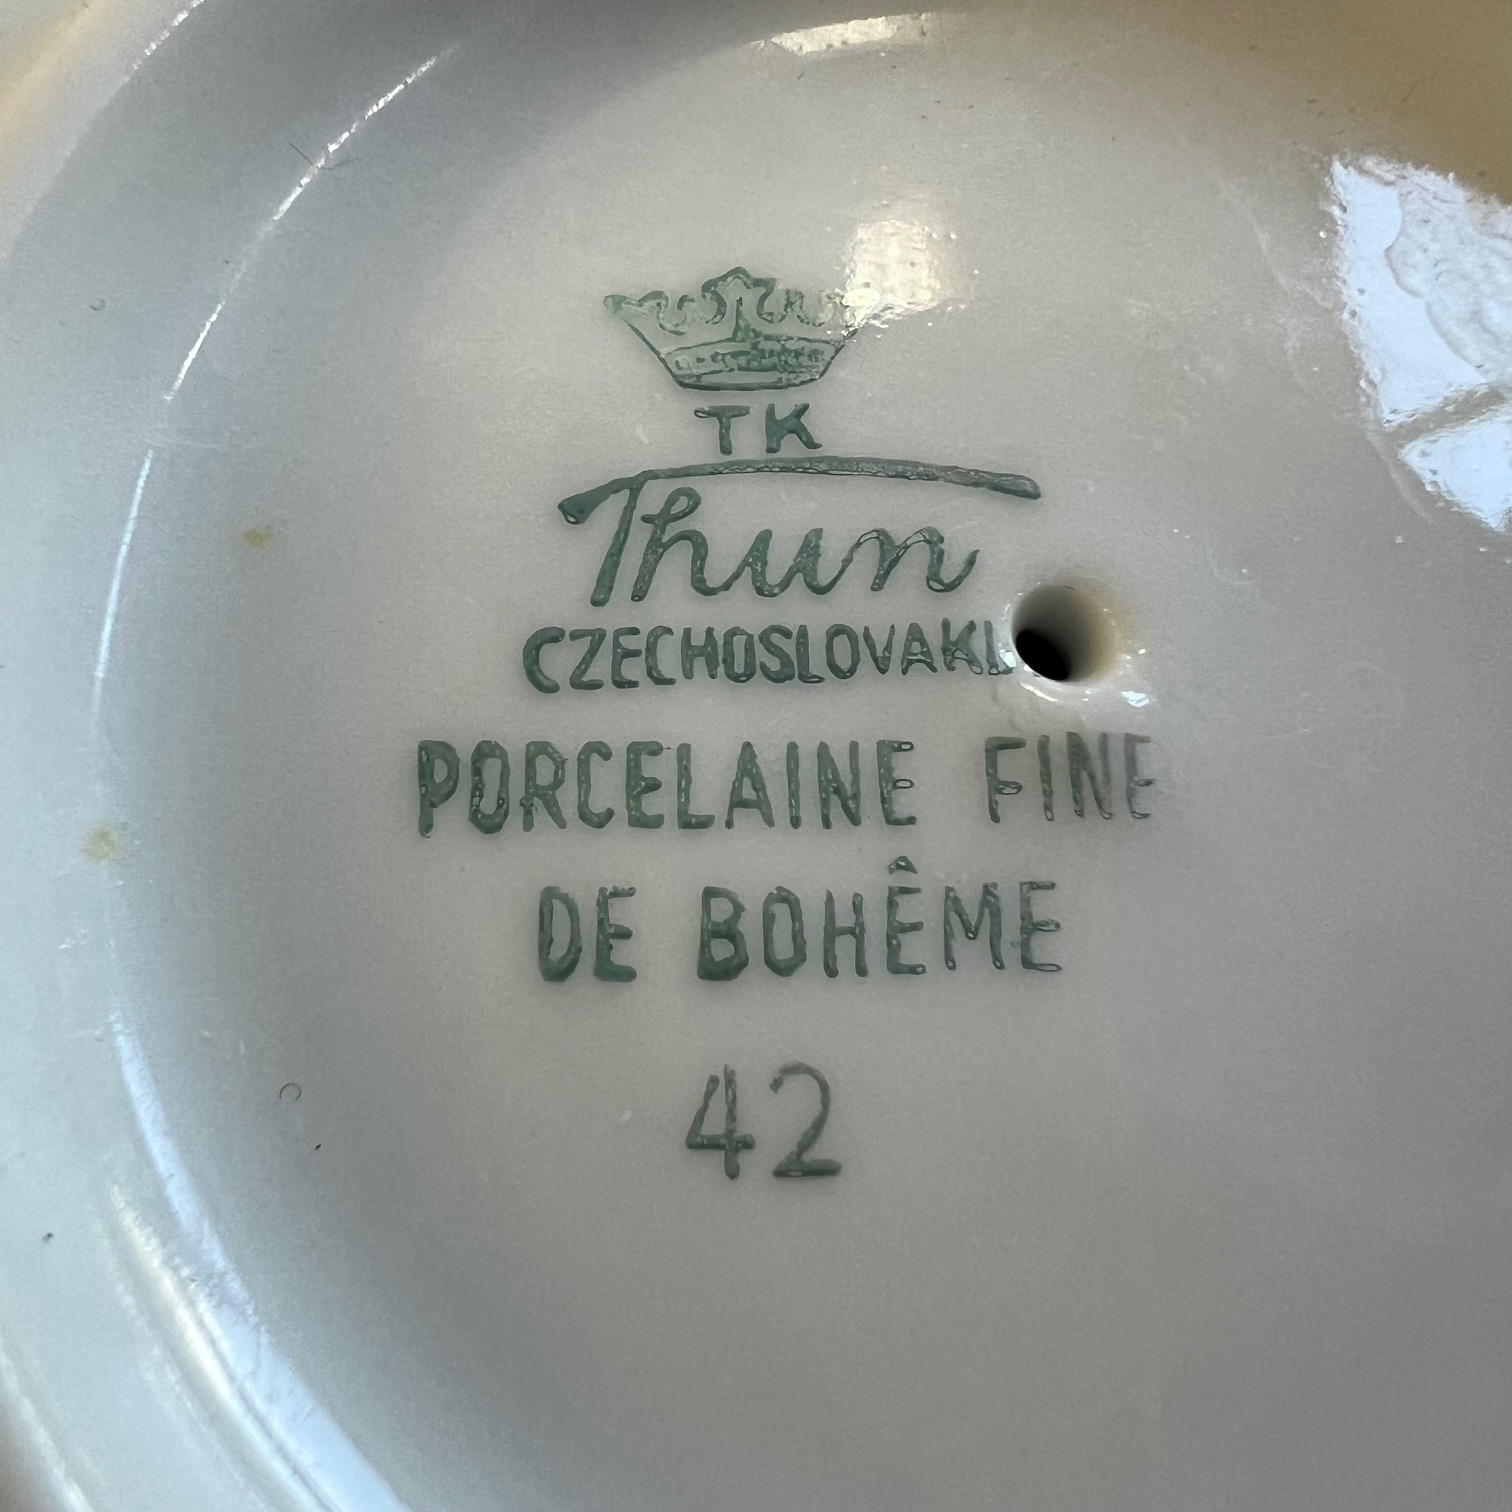 TK
Thun
CZECHOSLOVAKI
PORCELAINE FINE
DE BOHÊME
42